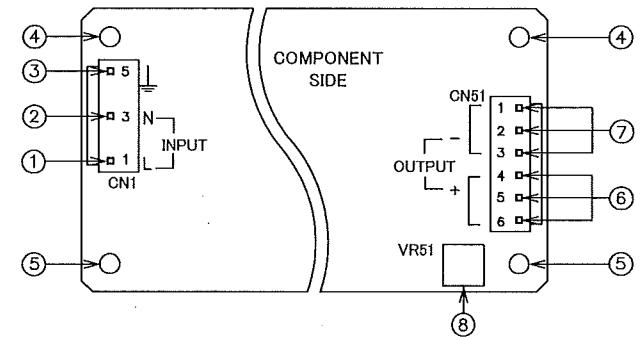 ④
④
COMPONENT
SIDE
③
5
⏚
CN51
②
3
N
INPUT
①
1
L
CN1
1
2
3
4
5
6
−
OUTPUT
+
⑦
⑥
VR51
⑤
⑤
⑧